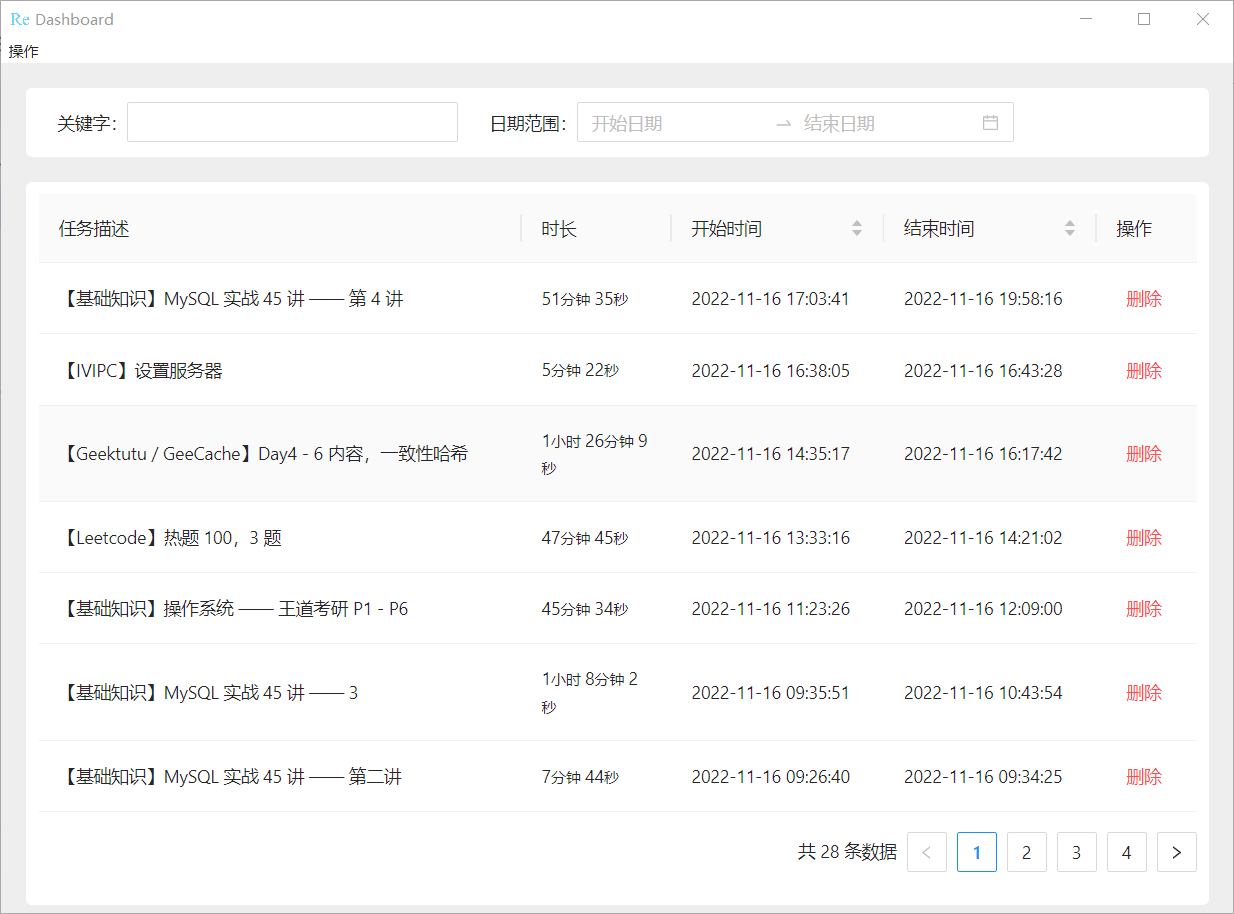 Re Dashboard
操作
关键字: 日期范围: 开始日期 → 结束日期
任务描述 时长 开始时间 结束时间 操作
【基础知识】MySQL 实战 45 讲 —— 第 4 讲 51分钟 35秒 2022-11-16 17:03:41 2022-11-16 19:58:16 删除
【IVIPC】设置服务器 5分钟 22秒 2022-11-16 16:38:05 2022-11-16 16:43:28 删除
【Geektutu / GeeCache】Day4 - 6 内容，一致性哈希 1小时 26分钟 9
秒 2022-11-16 14:35:17 2022-11-16 16:17:42 删除
【Leetcode】热题 100，3 题 47分钟 45秒 2022-11-16 13:33:16 2022-11-16 14:21:02 删除
【基础知识】操作系统 —— 王道考研 P1 - P6 45分钟 34秒 2022-11-16 11:23:26 2022-11-16 12:09:00 删除
【基础知识】MySQL 实战 45 讲 —— 3 1小时 8分钟 2
秒 2022-11-16 09:35:51 2022-11-16 10:43:54 删除
【基础知识】MySQL 实战 45 讲 —— 第二讲 7分钟 44秒 2022-11-16 09:26:40 2022-11-16 09:34:25 删除
共 28 条数据 < 1 2 3 4 >